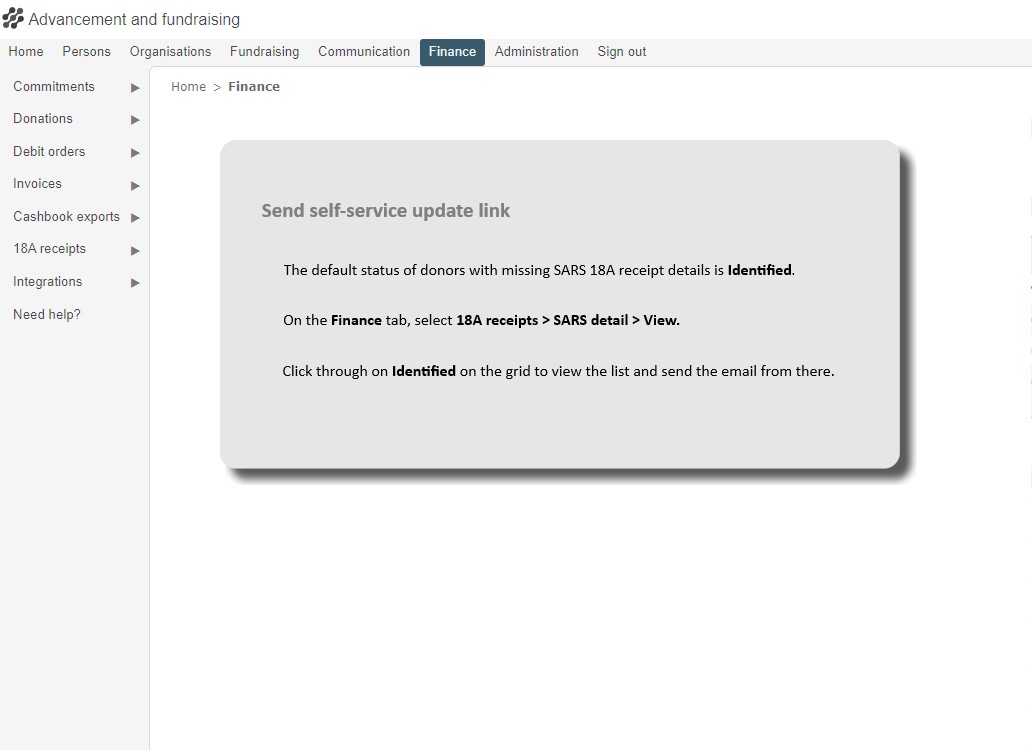 Advancement and fundraising
Home Persons Organisations Fundraising Communication Finance Administration Sign out
Commitments
Donations
Debit orders
Invoices
Cashbook exports
18A receipts
Integrations
Need help?
Home > Finance
Send self-service update link
The default status of donors with missing SARS 18A receipt details is Identified.
On the Finance tab, select 18A receipts > SARS detail > View.
Click through on Identified on the grid to view the list and send the email from there.